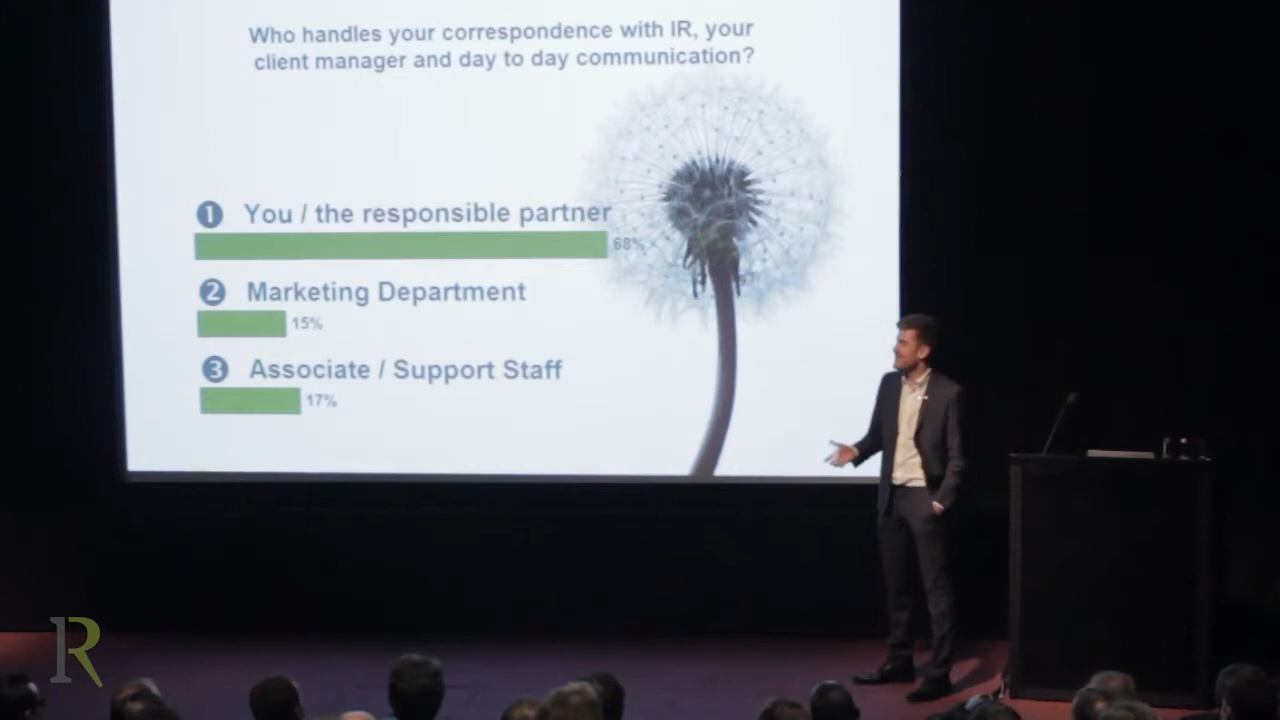 Who handles your correspondence with IR, your
client manager and day to day communication?
1 You / the responsible partner
68%
2 Marketing Department
15%
3 Associate / Support Staff
17%
IR